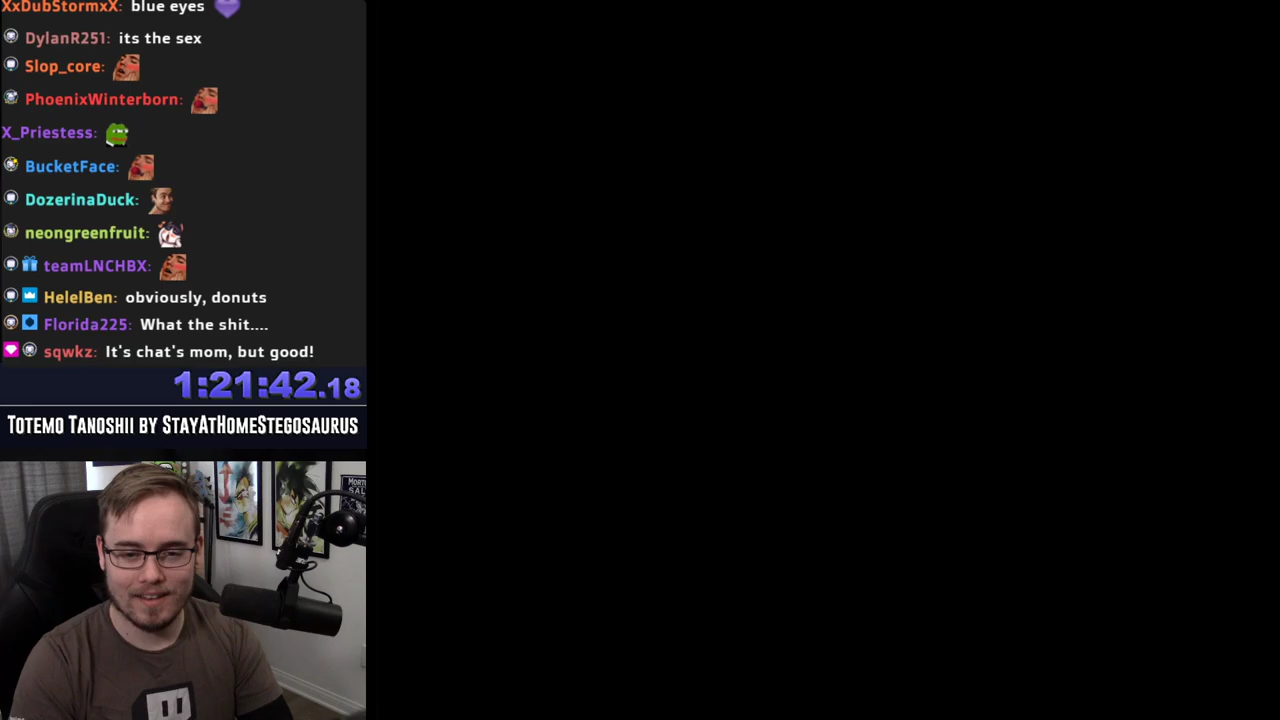 XxDubStormxX: blue eyes
DylanR251: its the sex
Slop_core:
PhoenixWinterborn:
X_Priestess:
BucketFace:
DozerinaDuck:
neongreenfruit:
teamLNCHBX:
HelelBen: obviously, donuts
Florida225: What the shit....
sqwkz: It's chat's mom, but good!
1:21:42.18
TOTEMO TANOSHII BY STAYATHOMESTEGOSAURUS